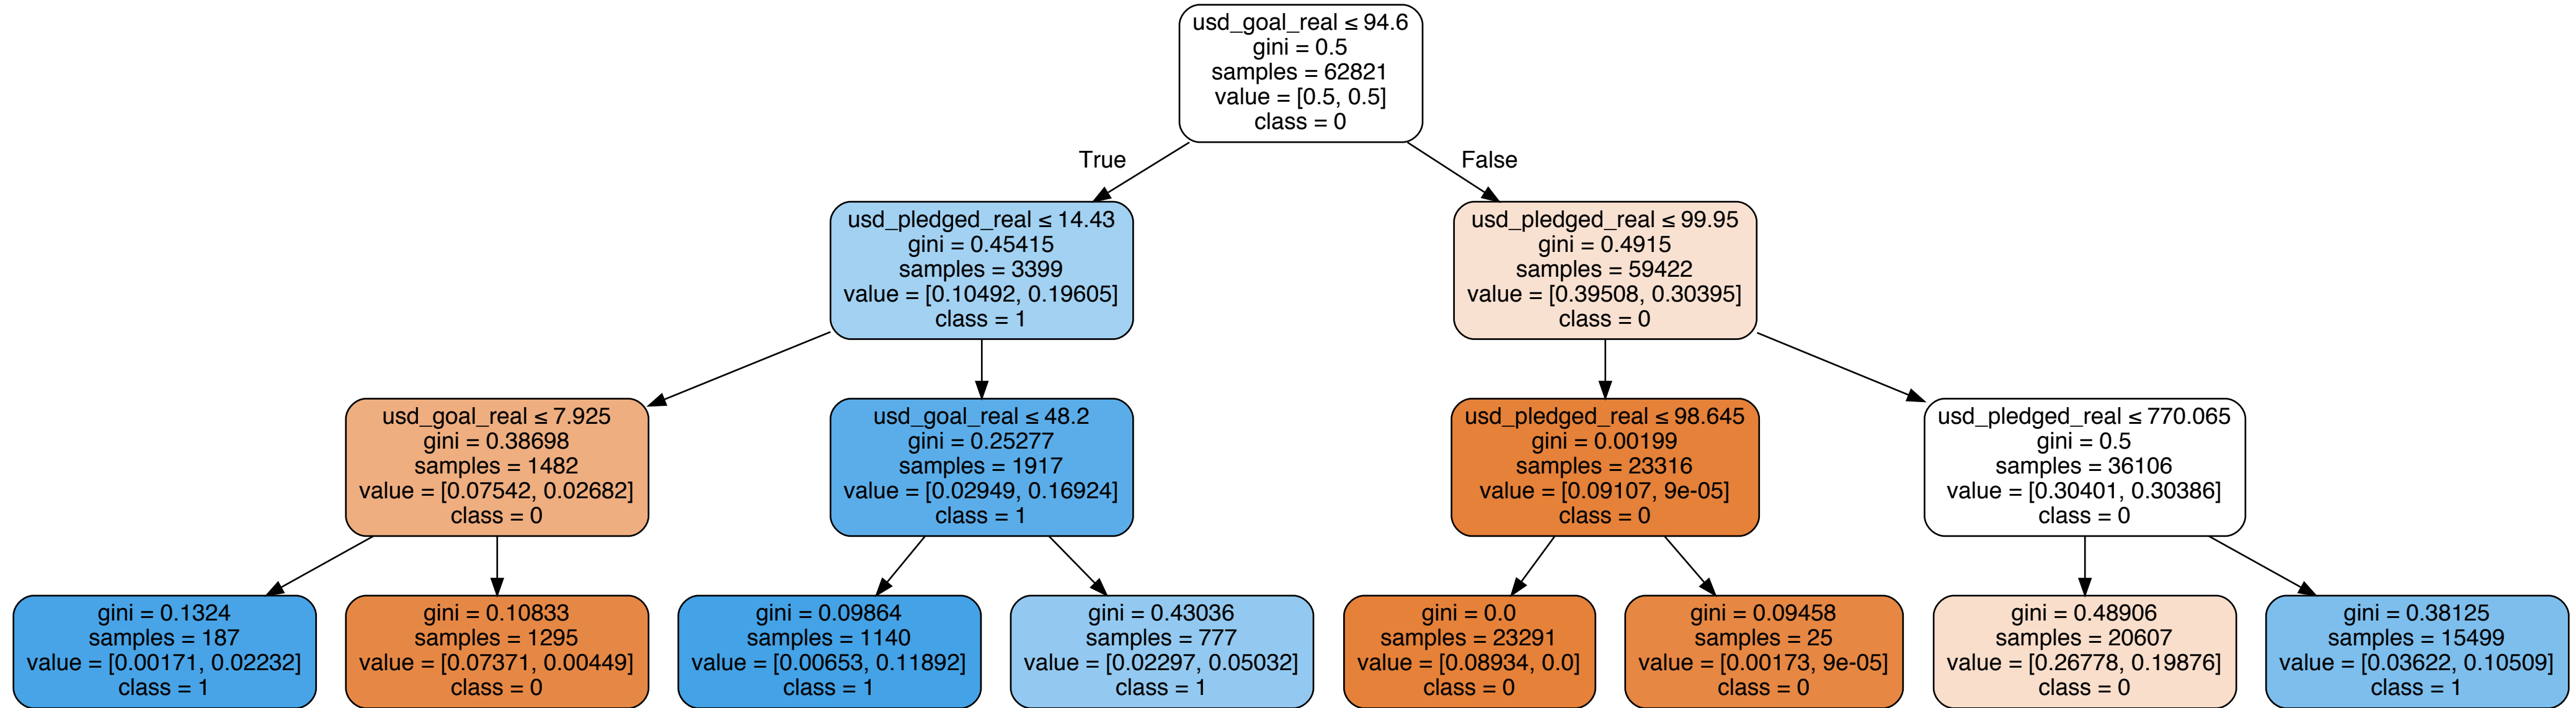 usd_goal_real ≤ 94.6
gini = 0.5
samples = 62821
value = [0.5, 0.5]
class = 0
True
False
usd_pledged_real ≤ 14.43
gini = 0.45415
samples = 3399
value = [0.10492, 0.19605]
class = 1
usd_pledged_real ≤ 99.95
gini = 0.4915
samples = 59422
value = [0.39508, 0.30395]
class = 0
usd_goal_real ≤ 7.925
gini = 0.38698
samples = 1482
value = [0.07542, 0.02682]
class = 0
usd_goal_real ≤ 48.2
gini = 0.25277
samples = 1917
value = [0.02949, 0.16924]
class = 1
usd_pledged_real ≤ 98.645
gini = 0.00199
samples = 23316
value = [0.09107, 9e-05]
class = 0
usd_pledged_real ≤ 770.065
gini = 0.5
samples = 36106
value = [0.30401, 0.30386]
class = 0
gini = 0.1324
samples = 187
value = [0.00171, 0.02232]
class = 1
gini = 0.10833
samples = 1295
value = [0.07371, 0.00449]
class = 0
gini = 0.09864
samples = 1140
value = [0.00653, 0.11892]
class = 1
gini = 0.43036
samples = 777
value = [0.02297, 0.05032]
class = 1
gini = 0.0
samples = 23291
value = [0.08934, 0.0]
class = 0
gini = 0.09458
samples = 25
value = [0.00173, 9e-05]
class = 0
gini = 0.48906
samples = 20607
value = [0.26778, 0.19876]
class = 0
gini = 0.38125
samples = 15499
value = [0.03622, 0.10509]
class = 1